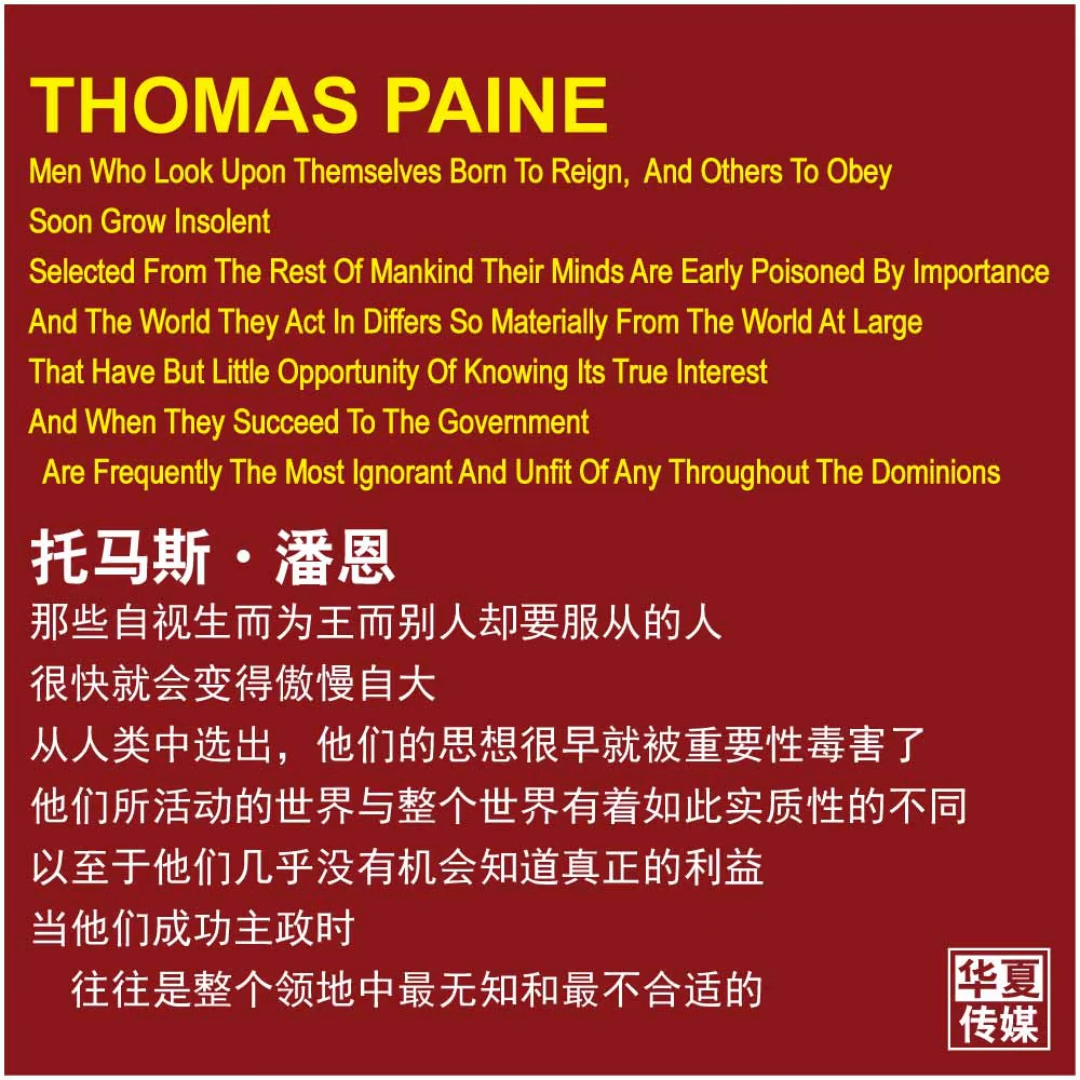 THOMAS PAINE
Men Who Look Upon Themselves Born To Reign, And Others To Obey
Soon Grow Insolent
Selected From The Rest Of Mankind Their Minds Are Early Poisoned By Importance
And The World They Act In Differs So Materially From The World At Large
That Have But Little Opportunity Of Knowing Its True Interest
And When They Succeed To The Government
Are Frequently The Most Ignorant And Unfit Of Any Throughout The Dominions
托马斯·潘恩
那些自视生而为王而别人却要服从的人
很快就会变得傲慢自大
从人类中选出，他们的思想很早就被重要性毒害了
他们所活动的世界与整个世界有着如此实质性的不同
以至于他们几乎没有机会知道真正的利益
当他们成功主政时
往往是整个领地中最无知和最不合适的
华夏
传媒